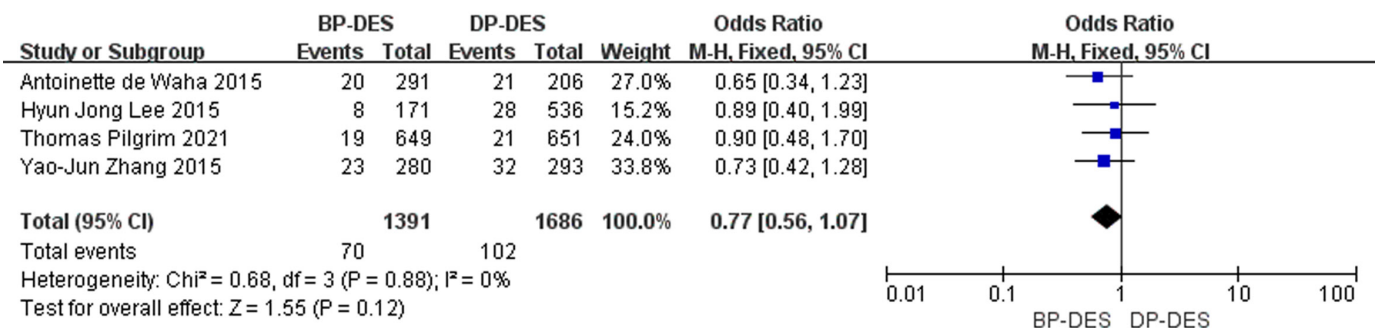 BP-DES DP-DES Odds Ratio Odds Ratio
Study or Subgroup Events Total Events Total Weight M-H, Fixed, 95% CI M-H, Fixed, 95% CI
Antoinette de Waha 2015 20 291 21 206 27.0% 0.65 [0.34, 1.23]
Hyun Jong Lee 2015 8 171 28 536 15.2% 0.89 [0.40, 1.99]
Thomas Pilgrim 2021 19 649 21 651 24.0% 0.90 [0.48, 1.70]
Yao-Jun Zhang 2015 23 280 32 293 33.8% 0.73 [0.42, 1.28]
Total (95% CI) 1391 1686 100.0% 0.77 [0.56, 1.07]
Total events 70 102
Heterogeneity: Chi² = 0.68, df = 3 (P = 0.88); I² = 0%
Test for overall effect: Z = 1.55 (P = 0.12)
0.01 0.1 1 10 100
BP-DES DP-DES